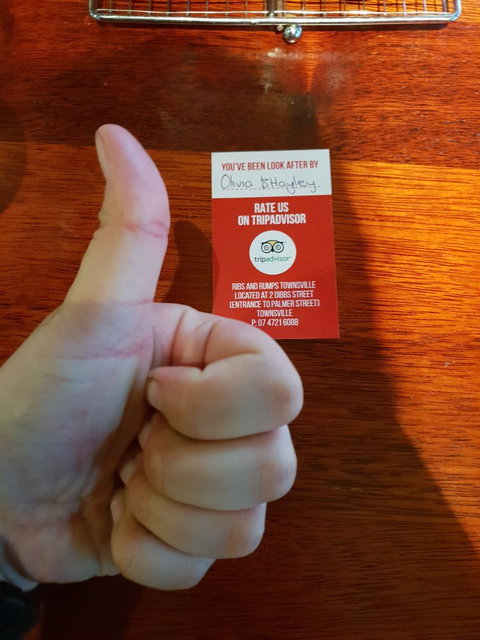 YOU'VE BEEN LOOK AFTER BY
Olivia & Hayley
RATE US
ON TRIPADVISOR
tripadvisor
RIBS AND RUMPS TOWNSVILLE
LOCATED AT 2 DIBBS STREET
(ENTRANCE TO PALMER STREET)
TOWNSVILLE
P: 07 4721 6088